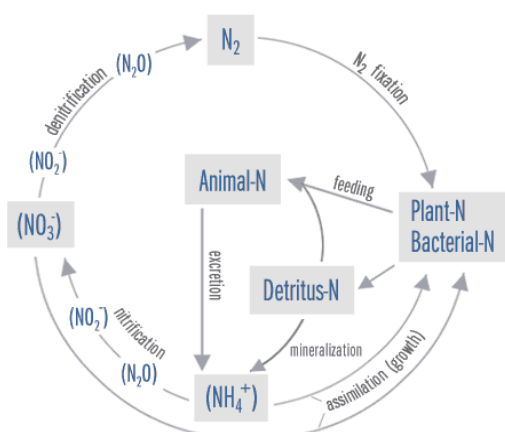 N₂
(N₂O)
N₂ fixation
denitrification
(NO₂⁻)
Animal-N
feeding
Plant-N
Bacterial-N
(NO₃⁻)
excretion
Detritus-N
(NO₂⁻)
nitrification
mineralization
(N₂O)
(NH₄⁺)
assimilation (growth)